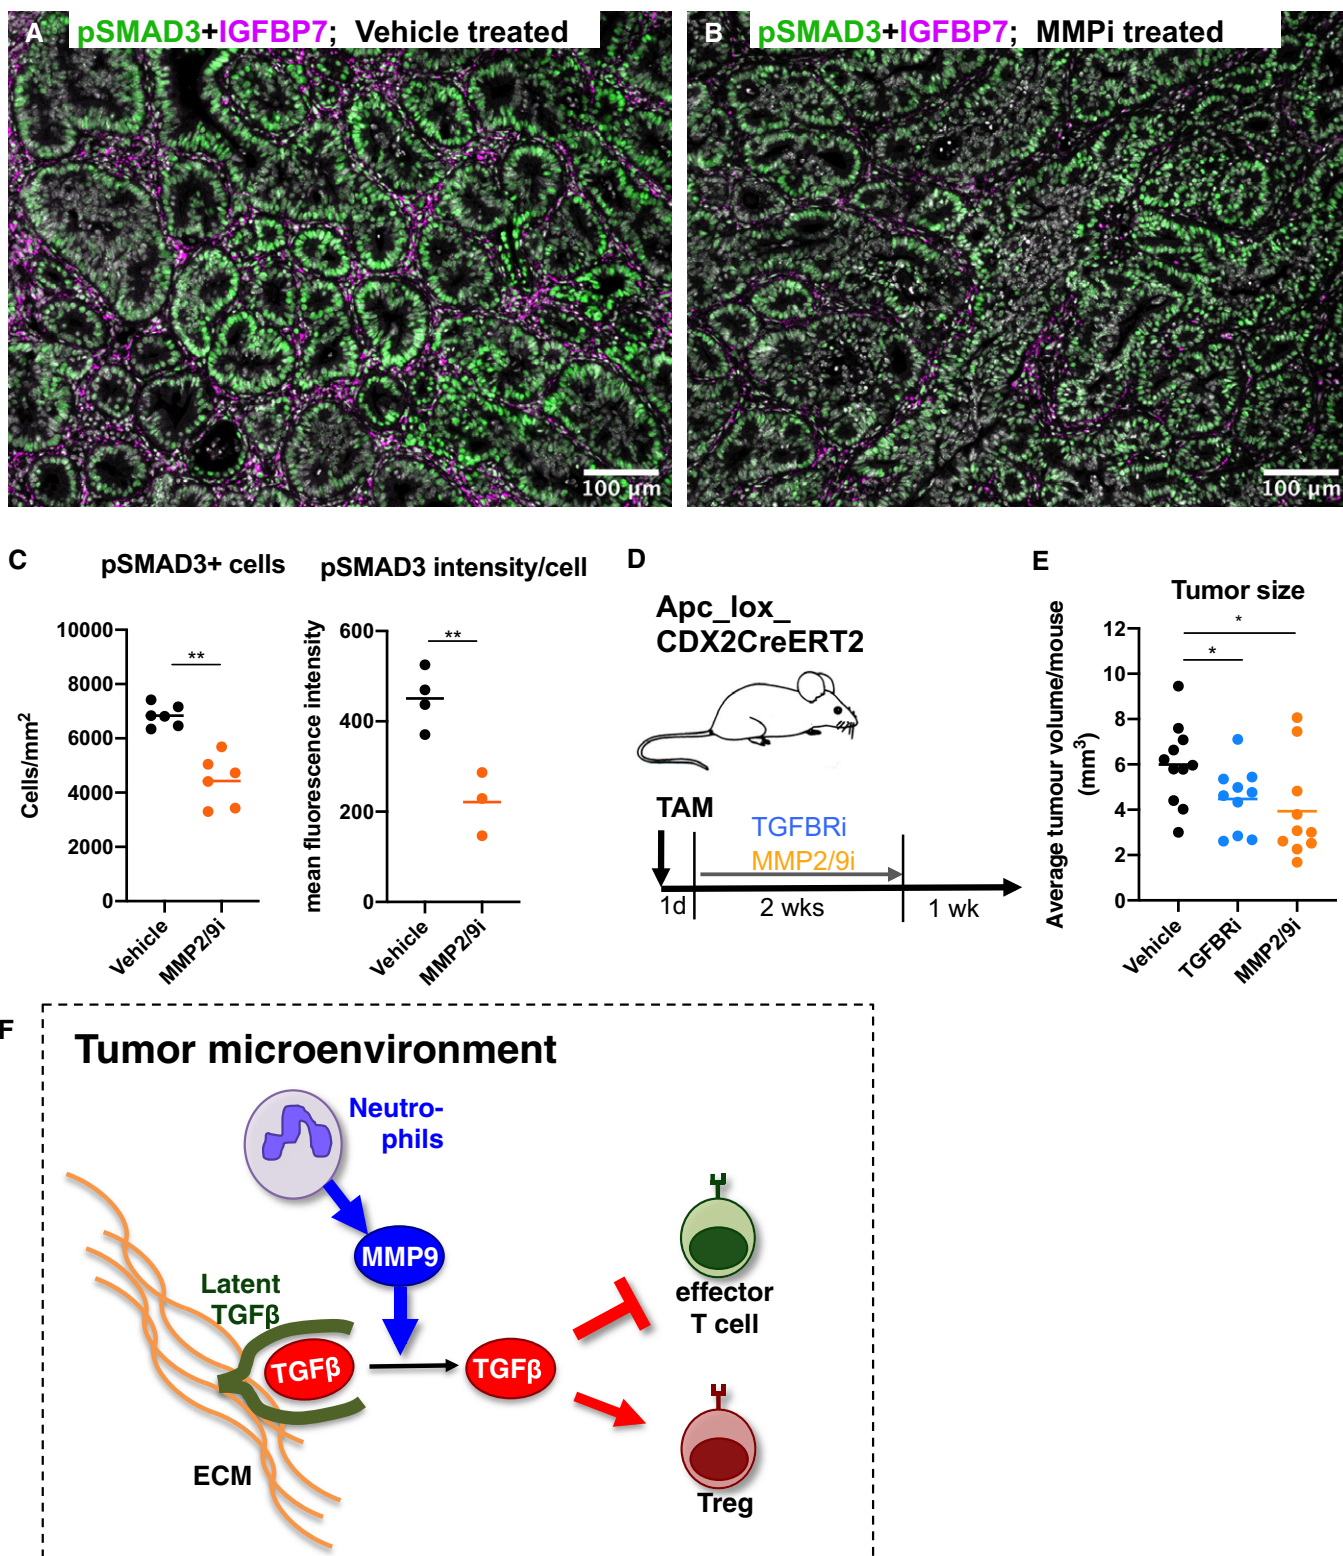 A pSMAD3+IGFBP7; Vehicle treated
100 µm
B pSMAD3+IGFBP7; MMPi treated
100 µm
C
pSMAD3+ cells
Cells/mm²
10000
8000
6000
4000
2000
0
**
Vehicle
MMP2/9i
pSMAD3 intensity/cell
mean fluorescence intensity
600
400
200
0
**
Vehicle
MMP2/9i
D
Apc_lox_
CDX2CreERT2
TAM
TGFBRi
MMP2/9i
1d
2 wks
1 wk
E
Tumor size
Average tumour volume/mouse
(mm³)
12
10
8
6
4
2
0
*
*
Vehicle
TGFBRi
MMP2/9i
F
Tumor microenvironment
Neutro-
phils
MMP9
Latent
TGFβ
TGFβ
TGFβ
effector
T cell
ECM
Treg